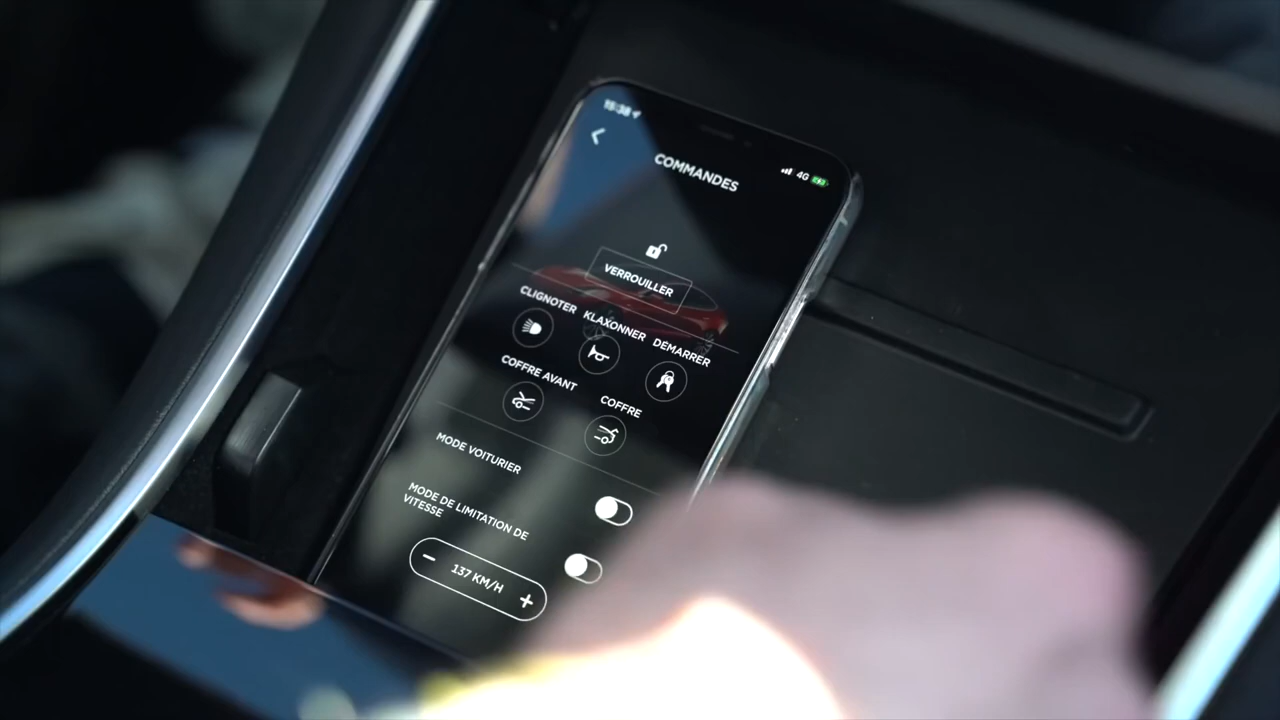 15:38
4G
COMMANDES
VERROUILLER
CLIGNOTER
KLAXONNER
DEMARRER
COFFRE AVANT
COFFRE
MODE VOITURIER
MODE DE LIMITATION DE
VITESSE
137 KM/H